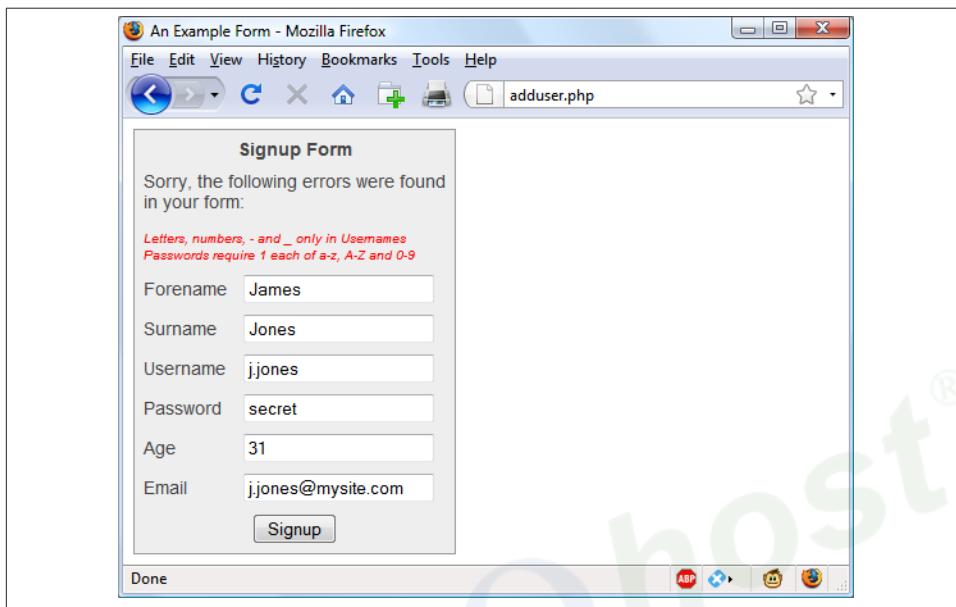 An Example Form - Mozilla Firefox
File Edit View History Bookmarks Tools Help
adduser.php
Signup Form
Sorry, the following errors were found
in your form:
Letters, numbers, - and _ only in Usernames
Passwords require 1 each of a-z, A-Z and 0-9
Forename James
Surname Jones
Username j.jones
Password secret
Age 31
Email j.jones@mysite.com
Signup
Done
ABP
host®